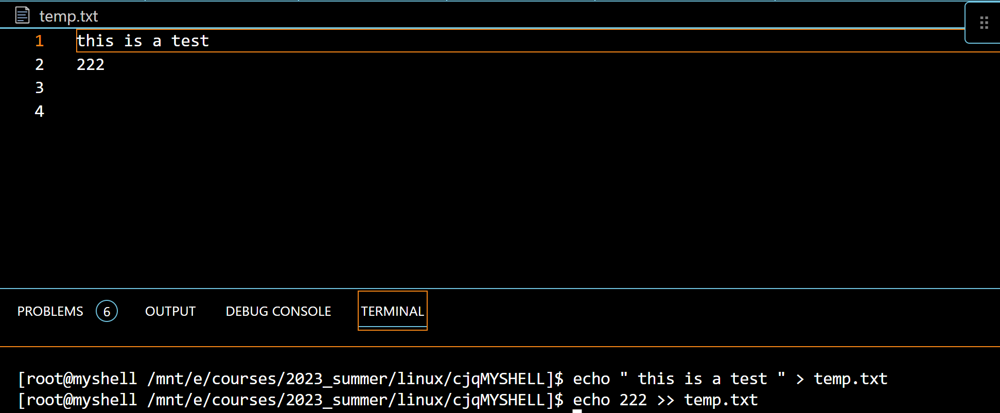 temp.txt
1 this is a test
2 222
3
4
PROBLEMS 6 OUTPUT DEBUG CONSOLE TERMINAL
[root@myshell /mnt/e/courses/2023_summer/linux/cjqMYSHELL]$ echo " this is a test " > temp.txt
[root@myshell /mnt/e/courses/2023_summer/linux/cjqMYSHELL]$ echo 222 >> temp.txt